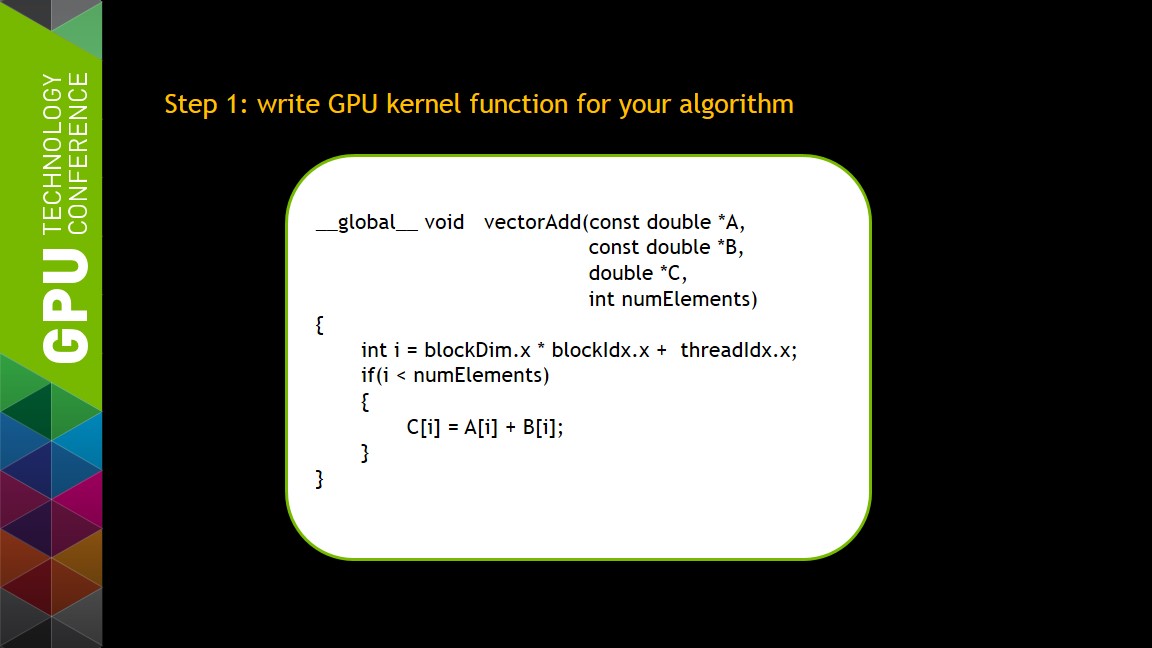 GPU TECHNOLOGY
CONFERENCE
Step 1: write GPU kernel function for your algorithm
__global__ void vectorAdd(const double *A,
const double *B,
double *C,
int numElements)
{
int i = blockDim.x * blockIdx.x + threadIdx.x;
if(i < numElements)
{
C[i] = A[i] + B[i];
}
}